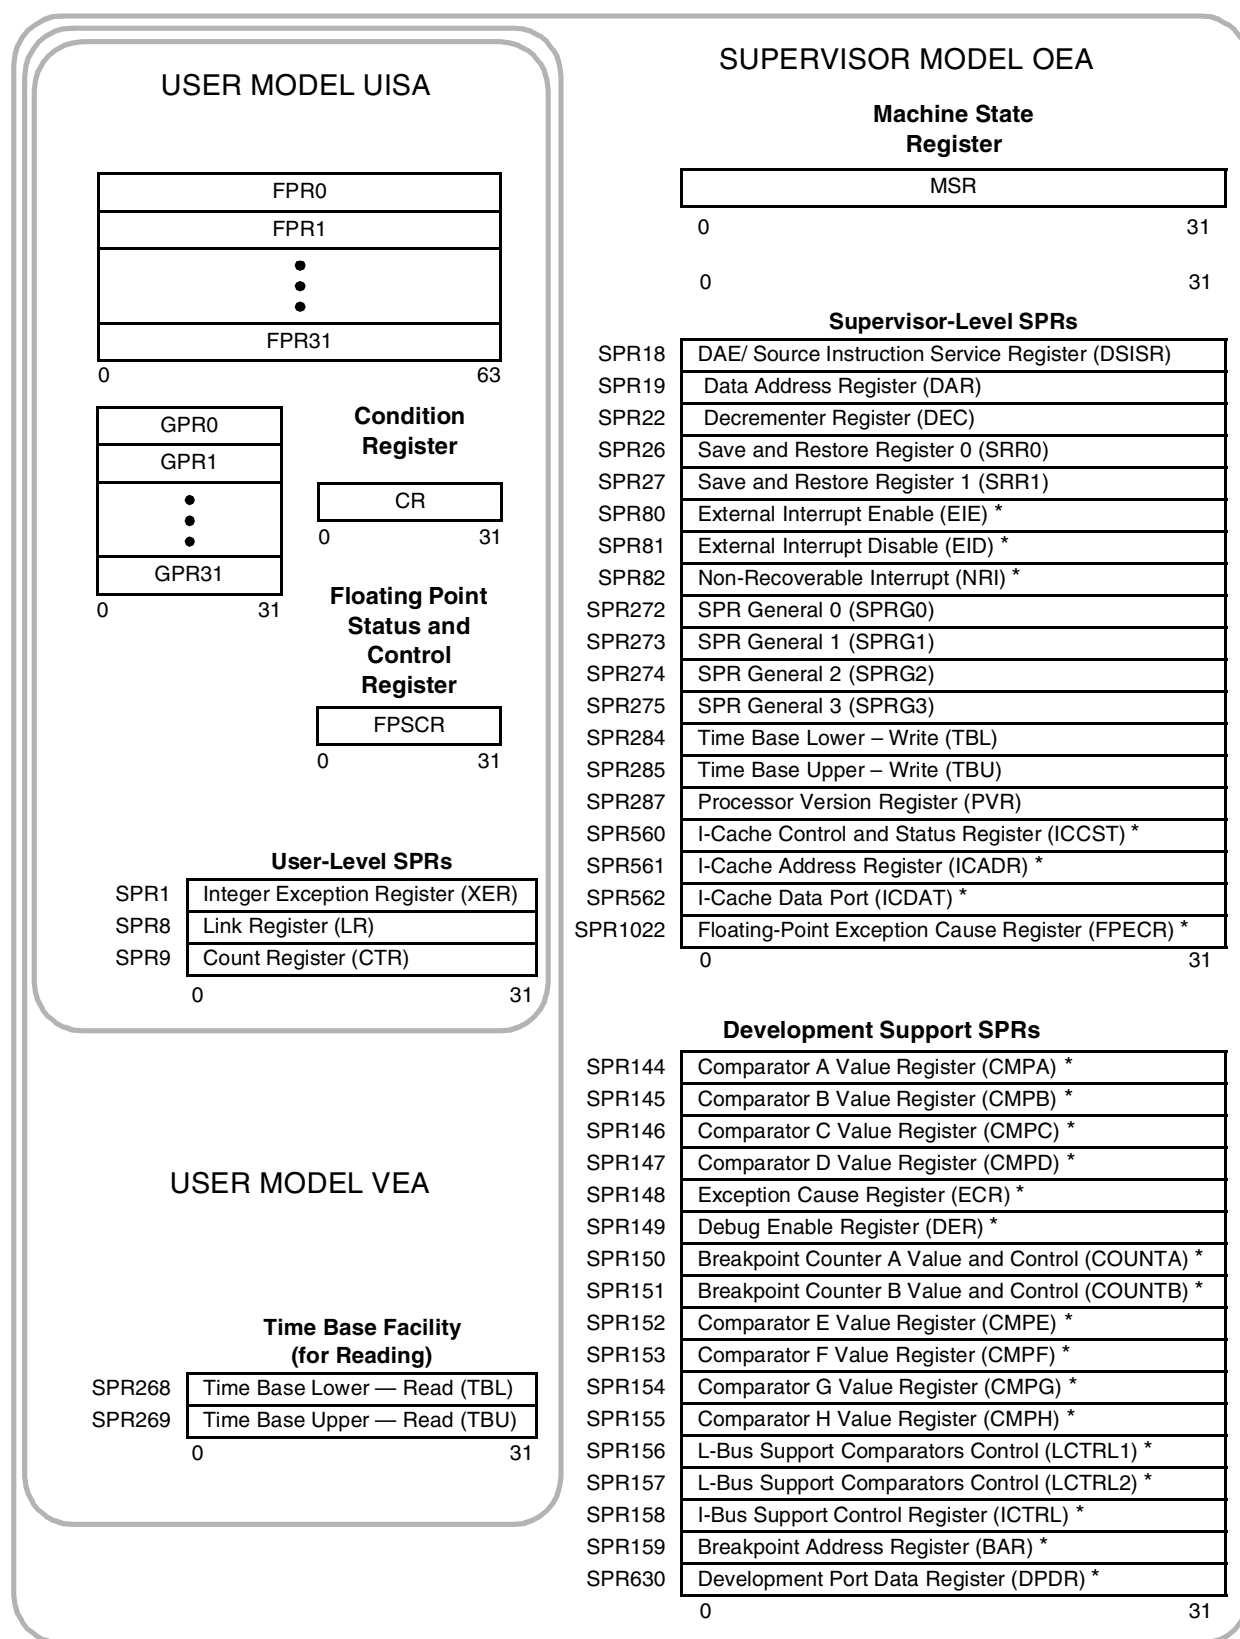 USER MODEL UISA
FPR0
FPR1
FPR31
0 63
GPR0
GPR1
GPR31
0 31
Condition
Register
CR
0 31
Floating Point
Status and
Control
Register
FPSCR
0 31
User-Level SPRs
SPR1 Integer Exception Register (XER)
SPR8 Link Register (LR)
SPR9 Count Register (CTR)
0 31
USER MODEL VEA
Time Base Facility
(for Reading)
SPR268 Time Base Lower — Read (TBL)
SPR269 Time Base Upper — Read (TBU)
0 31
SUPERVISOR MODEL OEA
Machine State
Register
MSR
0 31
0 31
Supervisor-Level SPRs
SPR18 DAE/ Source Instruction Service Register (DSISR)
SPR19 Data Address Register (DAR)
SPR22 Decrementer Register (DEC)
SPR26 Save and Restore Register 0 (SRR0)
SPR27 Save and Restore Register 1 (SRR1)
SPR80 External Interrupt Enable (EIE) *
SPR81 External Interrupt Disable (EID) *
SPR82 Non-Recoverable Interrupt (NRI) *
SPR272 SPR General 0 (SPRG0)
SPR273 SPR General 1 (SPRG1)
SPR274 SPR General 2 (SPRG2)
SPR275 SPR General 3 (SPRG3)
SPR284 Time Base Lower – Write (TBL)
SPR285 Time Base Upper – Write (TBU)
SPR287 Processor Version Register (PVR)
SPR560 I-Cache Control and Status Register (ICCST) *
SPR561 I-Cache Address Register (ICADR) *
SPR562 I-Cache Data Port (ICDAT) *
SPR1022 Floating-Point Exception Cause Register (FPECR) *
0 31
Development Support SPRs
SPR144 Comparator A Value Register (CMPA) *
SPR145 Comparator B Value Register (CMPB) *
SPR146 Comparator C Value Register (CMPC) *
SPR147 Comparator D Value Register (CMPD) *
SPR148 Exception Cause Register (ECR) *
SPR149 Debug Enable Register (DER) *
SPR150 Breakpoint Counter A Value and Control (COUNTA) *
SPR151 Breakpoint Counter B Value and Control (COUNTB) *
SPR152 Comparator E Value Register (CMPE) *
SPR153 Comparator F Value Register (CMPF) *
SPR154 Comparator G Value Register (CMPG) *
SPR155 Comparator H Value Register (CMPH) *
SPR156 L-Bus Support Comparators Control (LCTRL1) *
SPR157 L-Bus Support Comparators Control (LCTRL2) *
SPR158 I-Bus Support Control Register (ICTRL) *
SPR159 Breakpoint Address Register (BAR) *
SPR630 Development Port Data Register (DPDR) *
0 31